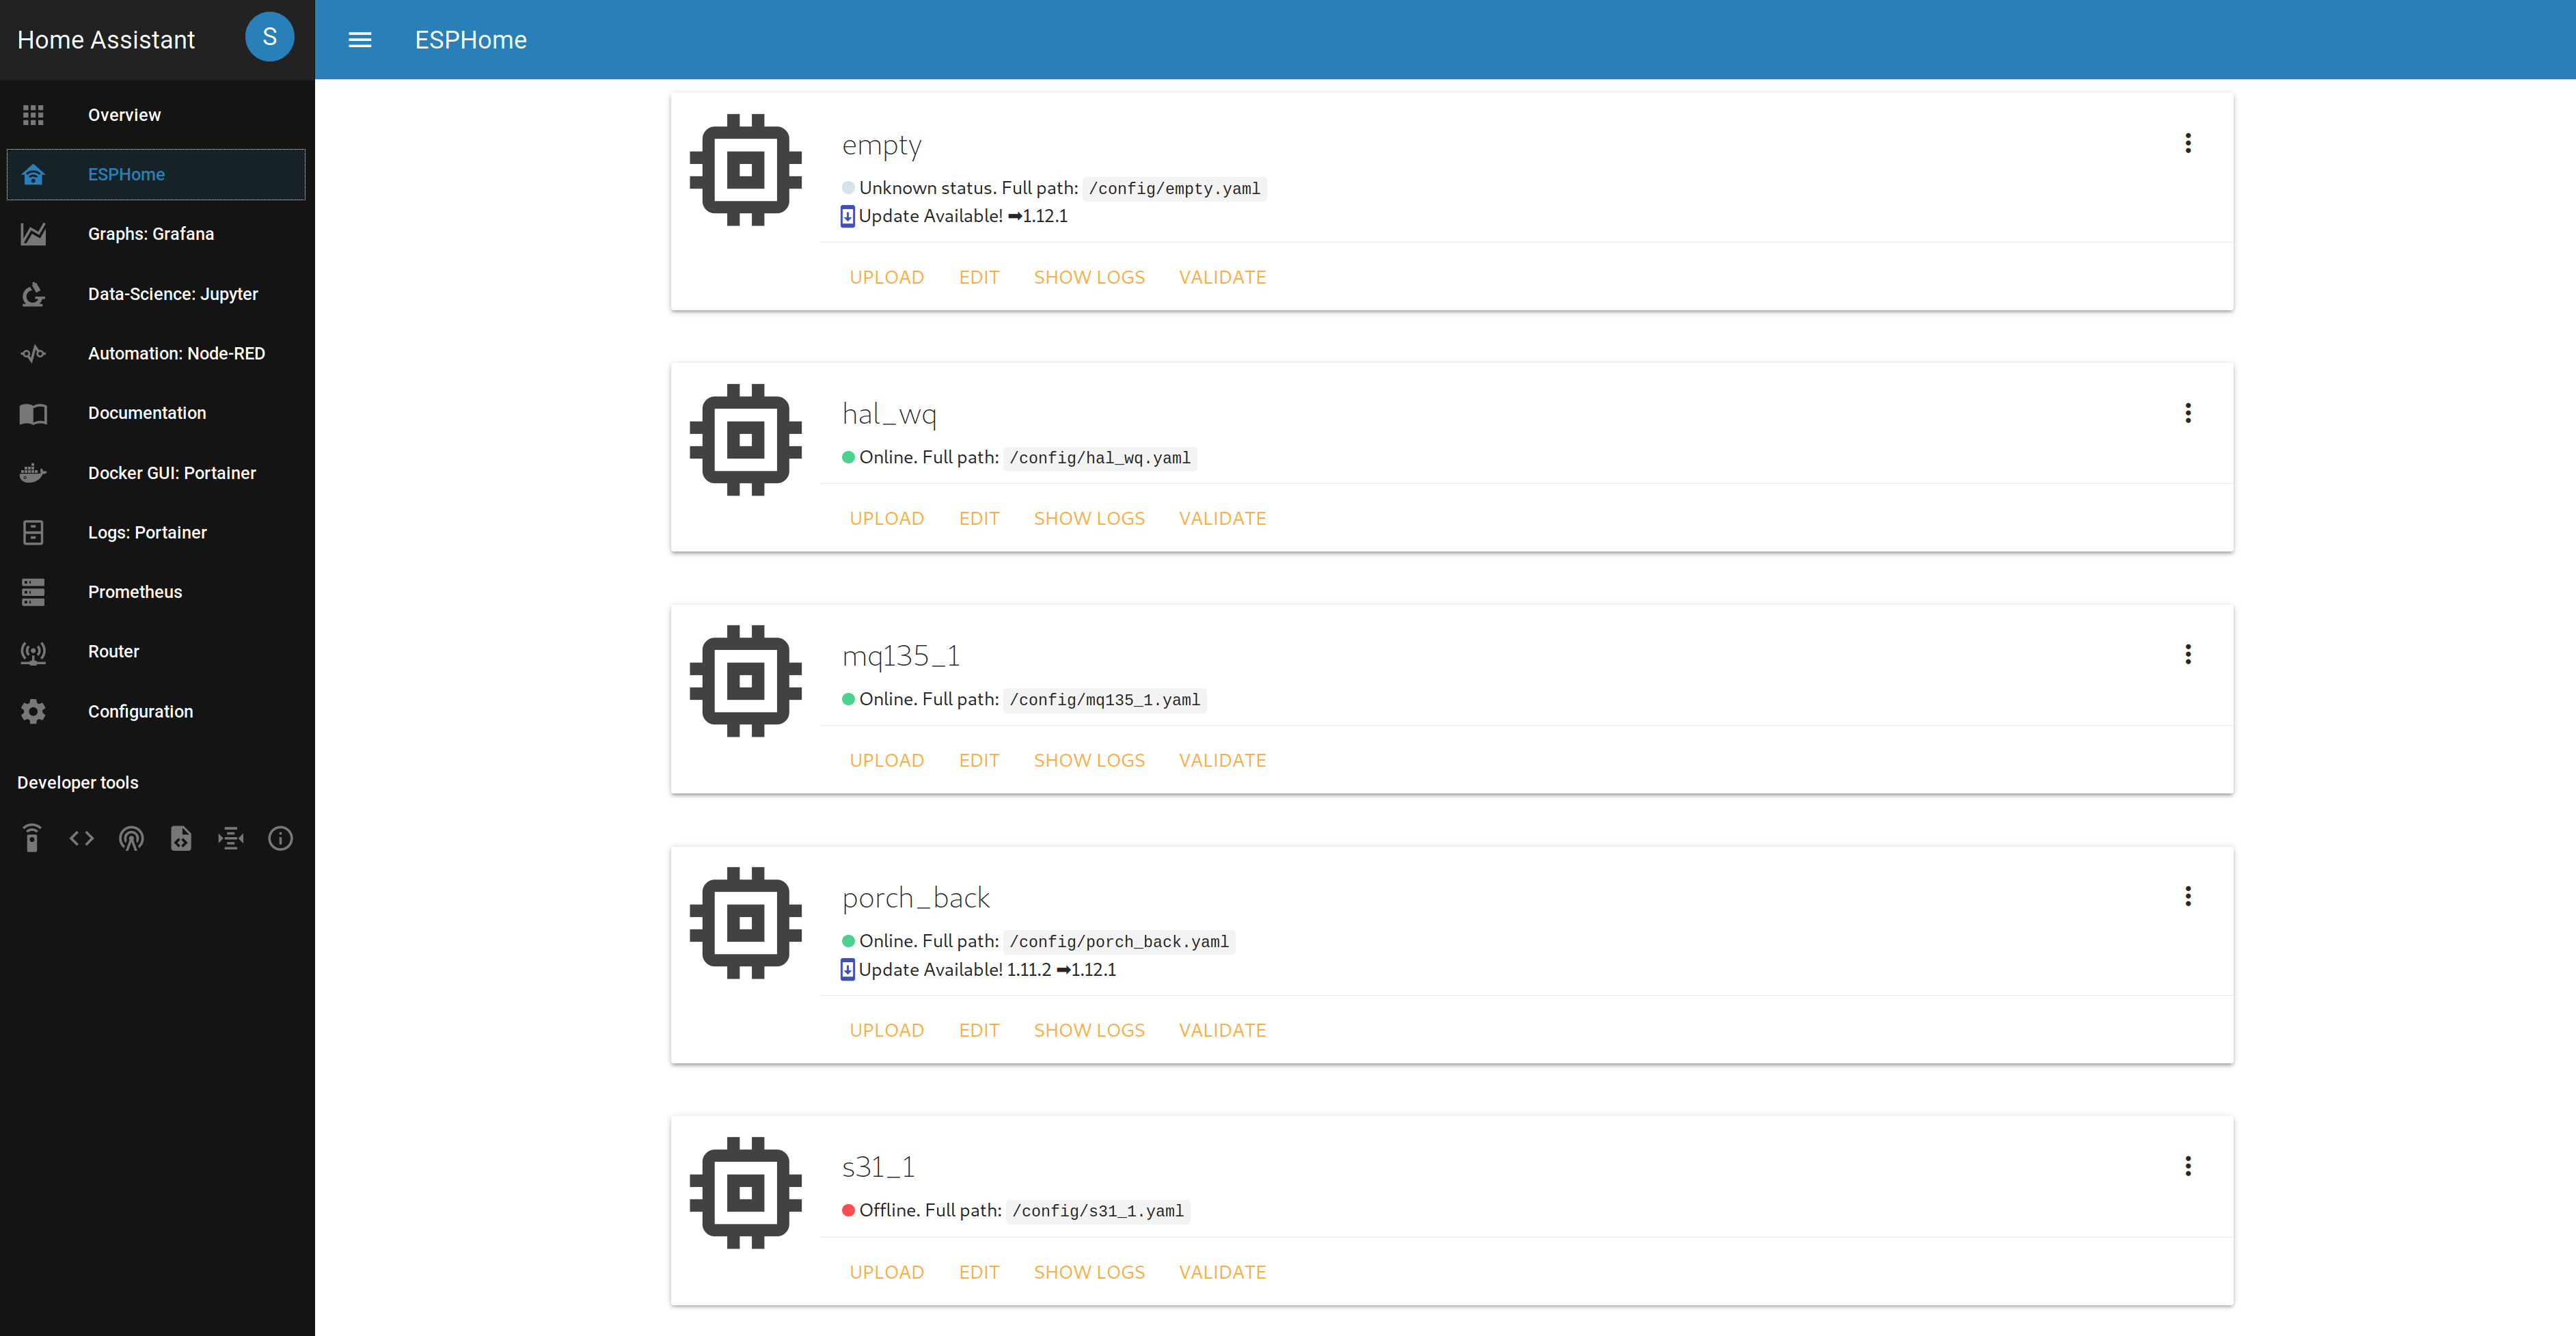 Home Assistant
S
Overview
ESPHome
Graphs: Grafana
Data-Science: Jupyter
Automation: Node-RED
Documentation
Docker GUI: Portainer
Logs: Portainer
Prometheus
Router
Configuration
Developer tools
ESPHome
empty
Unknown status. Full path: /config/empty.yaml
Update Available! ➡1.12.1
UPLOAD EDIT SHOW LOGS VALIDATE
hal_wq
Online. Full path: /config/hal_wq.yaml
UPLOAD EDIT SHOW LOGS VALIDATE
mq135_1
Online. Full path: /config/mq135_1.yaml
UPLOAD EDIT SHOW LOGS VALIDATE
porch_back
Online. Full path: /config/porch_back.yaml
Update Available! 1.11.2 ➡1.12.1
UPLOAD EDIT SHOW LOGS VALIDATE
s31_1
Offline. Full path: /config/s31_1.yaml
UPLOAD EDIT SHOW LOGS VALIDATE